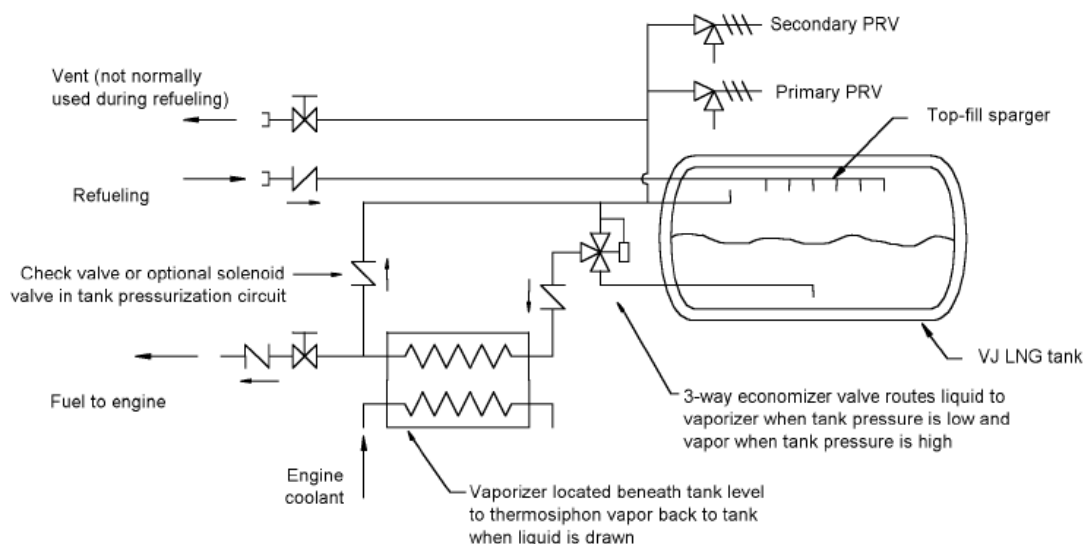 Secondary PRV
Vent (not normally
used during refueling)
Primary PRV
Top-fill sparger
Refueling
Check valve or optional solenoid
valve in tank pressurization circuit
VJ LNG tank
Fuel to engine
3-way economizer valve routes liquid to
vaporizer when tank pressure is low and
vapor when tank pressure is high
Engine
coolant
Vaporizer located beneath tank level
to thermosiphon vapor back to tank
when liquid is drawn